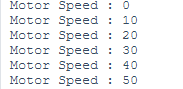 Motor Speed : 0
Motor Speed : 10
Motor Speed : 20
Motor Speed : 30
Motor Speed : 40
Motor Speed : 50